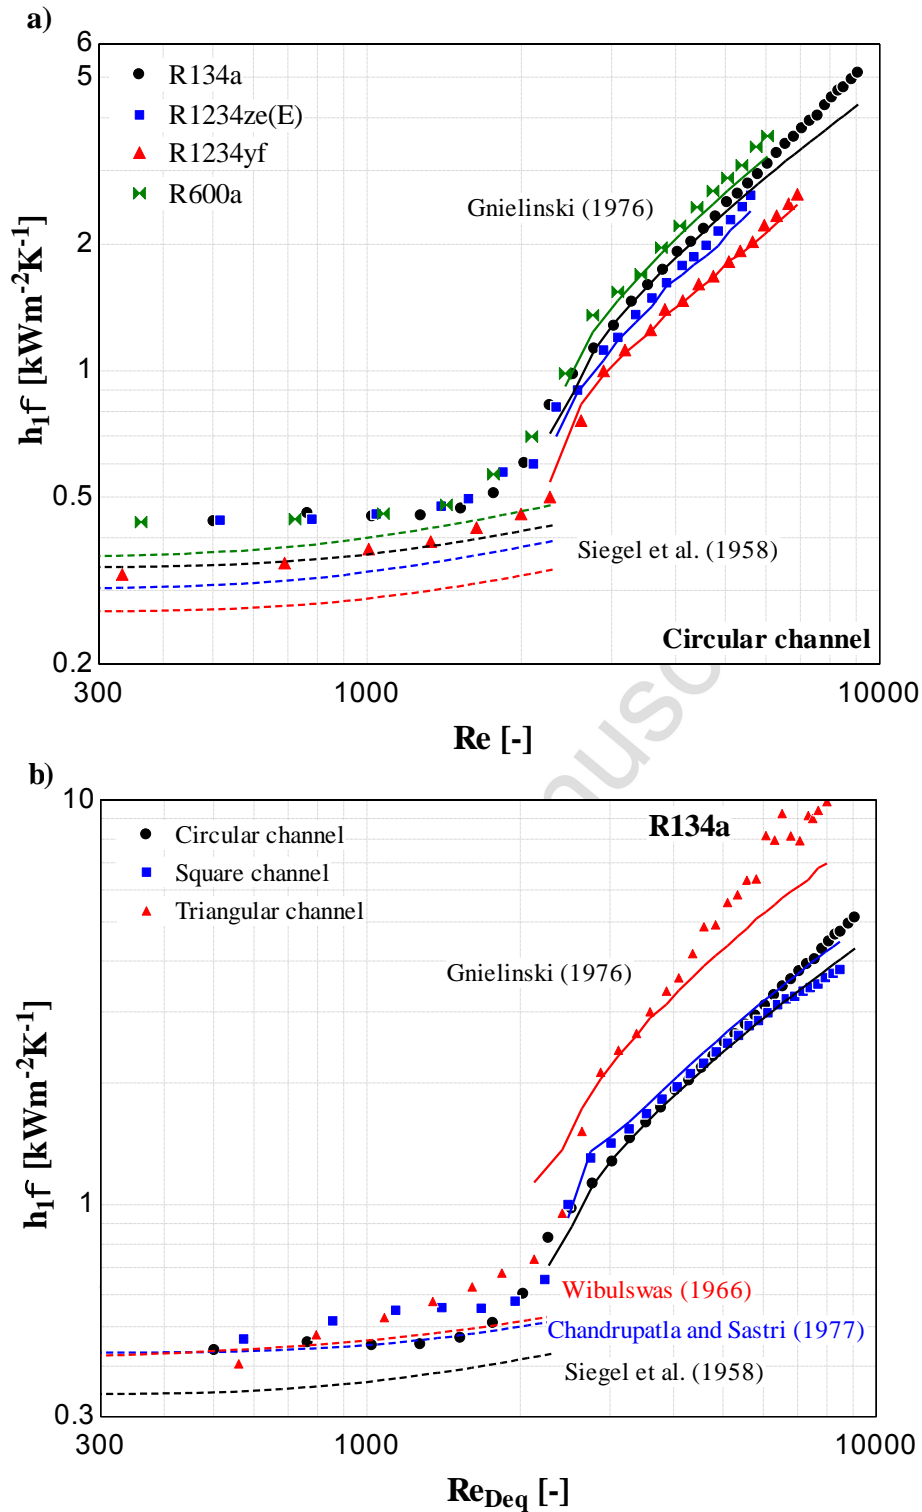 a)
6
5
2
1
0.5
0.2
h₁f [kWm⁻²K⁻¹]
R134a
R1234ze(E)
R1234yf
R600a
Gnielinski (1976)
Siegel et al. (1958)
Circular channel
300
1000
10000
Re [-]
b)
10
1
0.3
h₁f [kWm⁻²K⁻¹]
R134a
Circular channel
Square channel
Triangular channel
Gnielinski (1976)
Wibulswas (1966)
Chandrupatla and Sastri (1977)
Siegel et al. (1958)
300
1000
10000
Re_Deq [-]